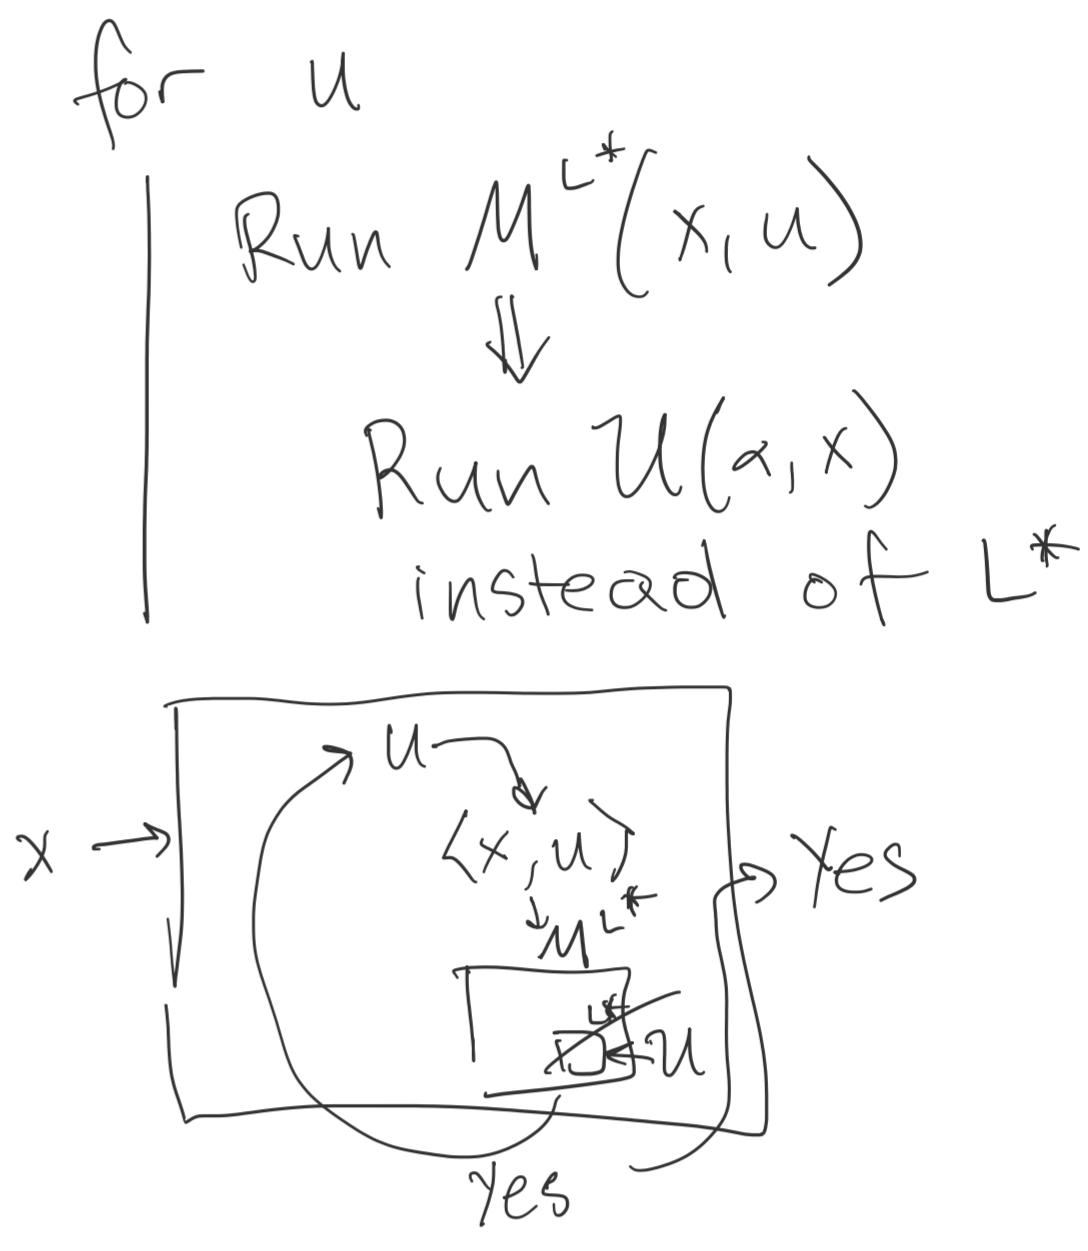 for u
Run M^L* (x, u)
⇓
Run U(α, x)
instead of L*
u
x → ⟨x, u⟩ Yes
M^L*
L*
U
Yes